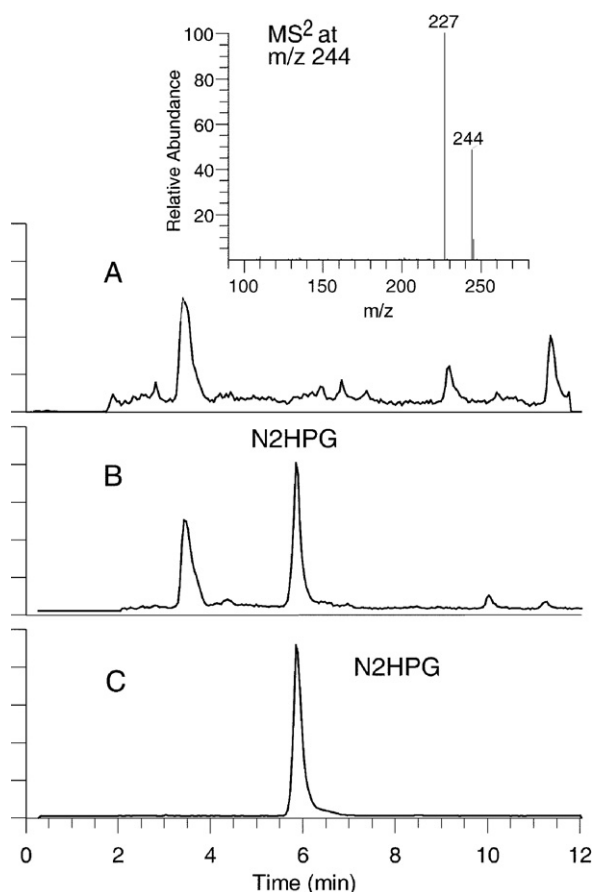 MS2 at
m/z 244
227
244
100
80
60
40
20
Relative Abundance
100 150 200 250
m/z
A
N2HPG
B
N2HPG
C
0 2 4 6 8 10 12
Time (min)